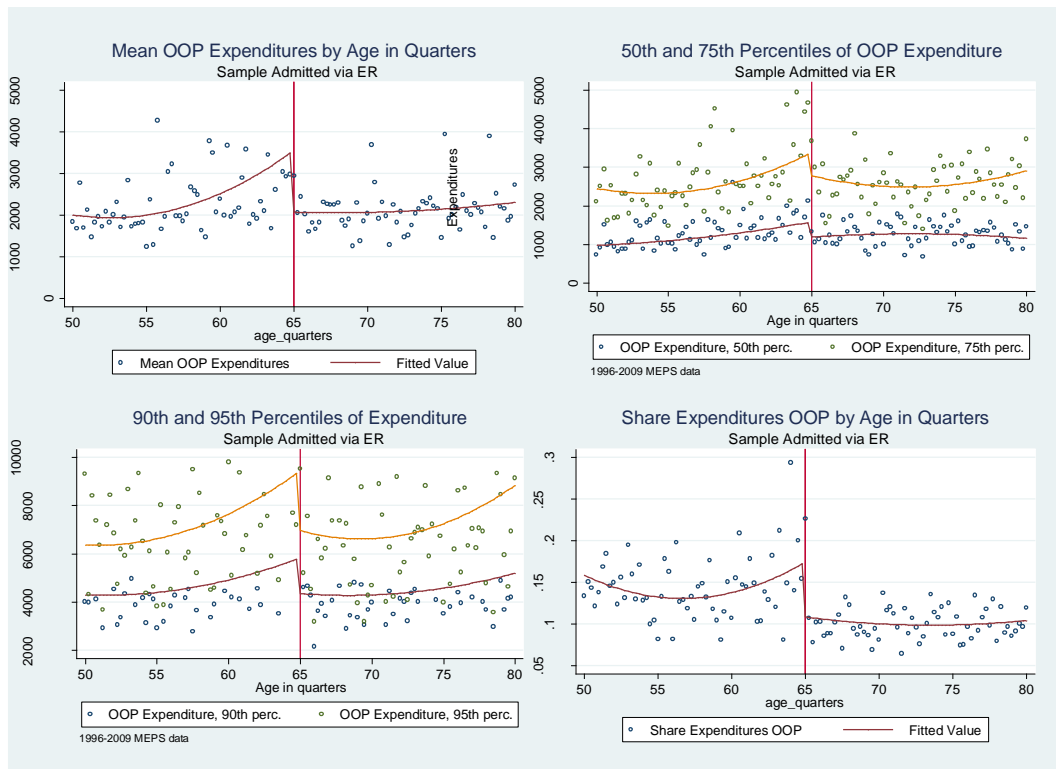 Mean OOP Expenditures by Age in Quarters
Sample Admitted via ER
5000
4000
3000
2000
1000
0
Expenditures
50 55 60 65 70 75 80
age_quarters
Mean OOP Expenditures Fitted Value
50th and 75th Percentiles of OOP Expenditure
Sample Admitted via ER
5000
4000
3000
2000
1000
0
50 55 60 65 70 75 80
Age in quarters
OOP Expenditure, 50th perc. OOP Expenditure, 75th perc.
1996-2009 MEPS data
90th and 95th Percentiles of Expenditure
Sample Admitted via ER
10000
8000
6000
4000
2000
50 55 60 65 70 75 80
Age in quarters
OOP Expenditure, 90th perc. OOP Expenditure, 95th perc.
1996-2009 MEPS data
Share Expenditures OOP by Age in Quarters
Sample Admitted via ER
.3
.25
.2
.15
.1
.05
50 55 60 65 70 75 80
age_quarters
Share Expenditures OOP Fitted Value